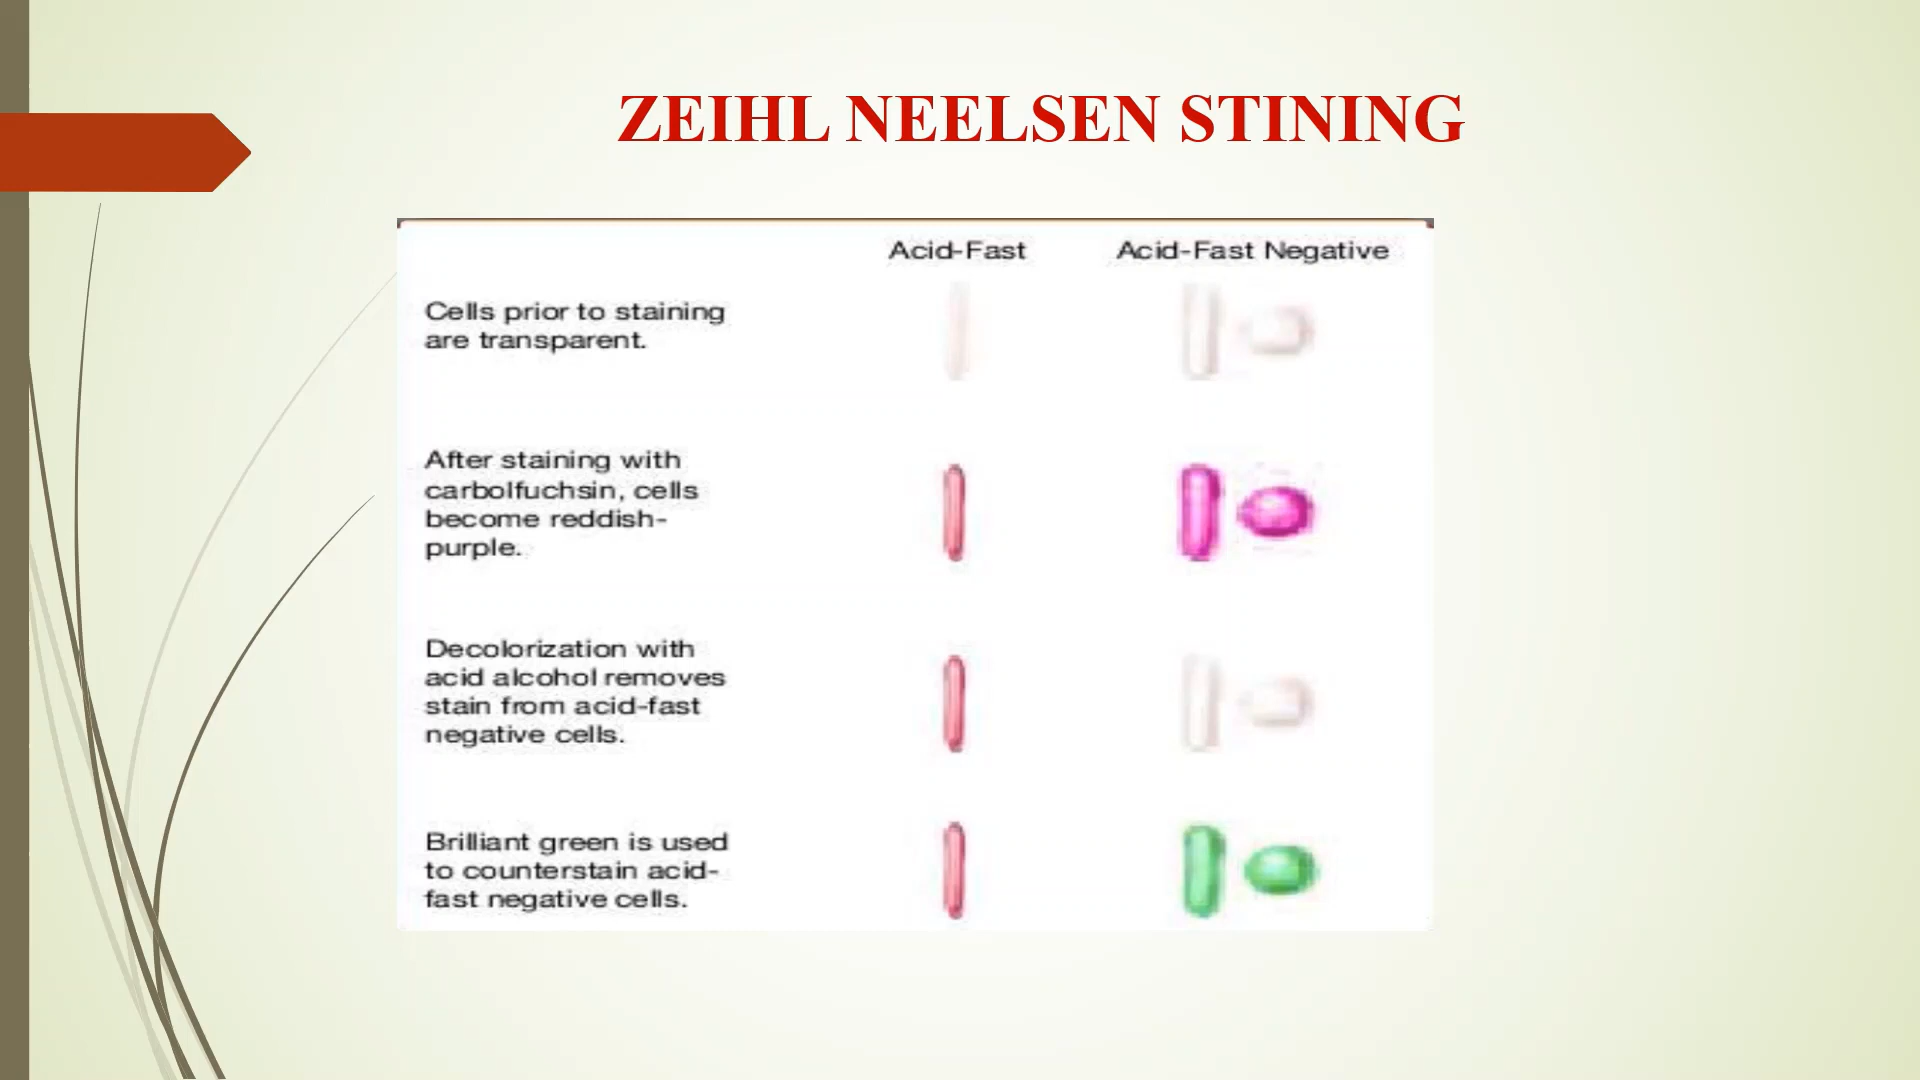 ZEIHL NEELSEN STINING
Acid-Fast Acid-Fast Negative
Cells prior to staining
are transparent.
After staining with
carbolfuchsin, cells
become reddish-
purple.
Decolorization with
acid alcohol removes
stain from acid-fast
negative cells.
Brilliant green is used
to counterstain acid-
fast negative cells.